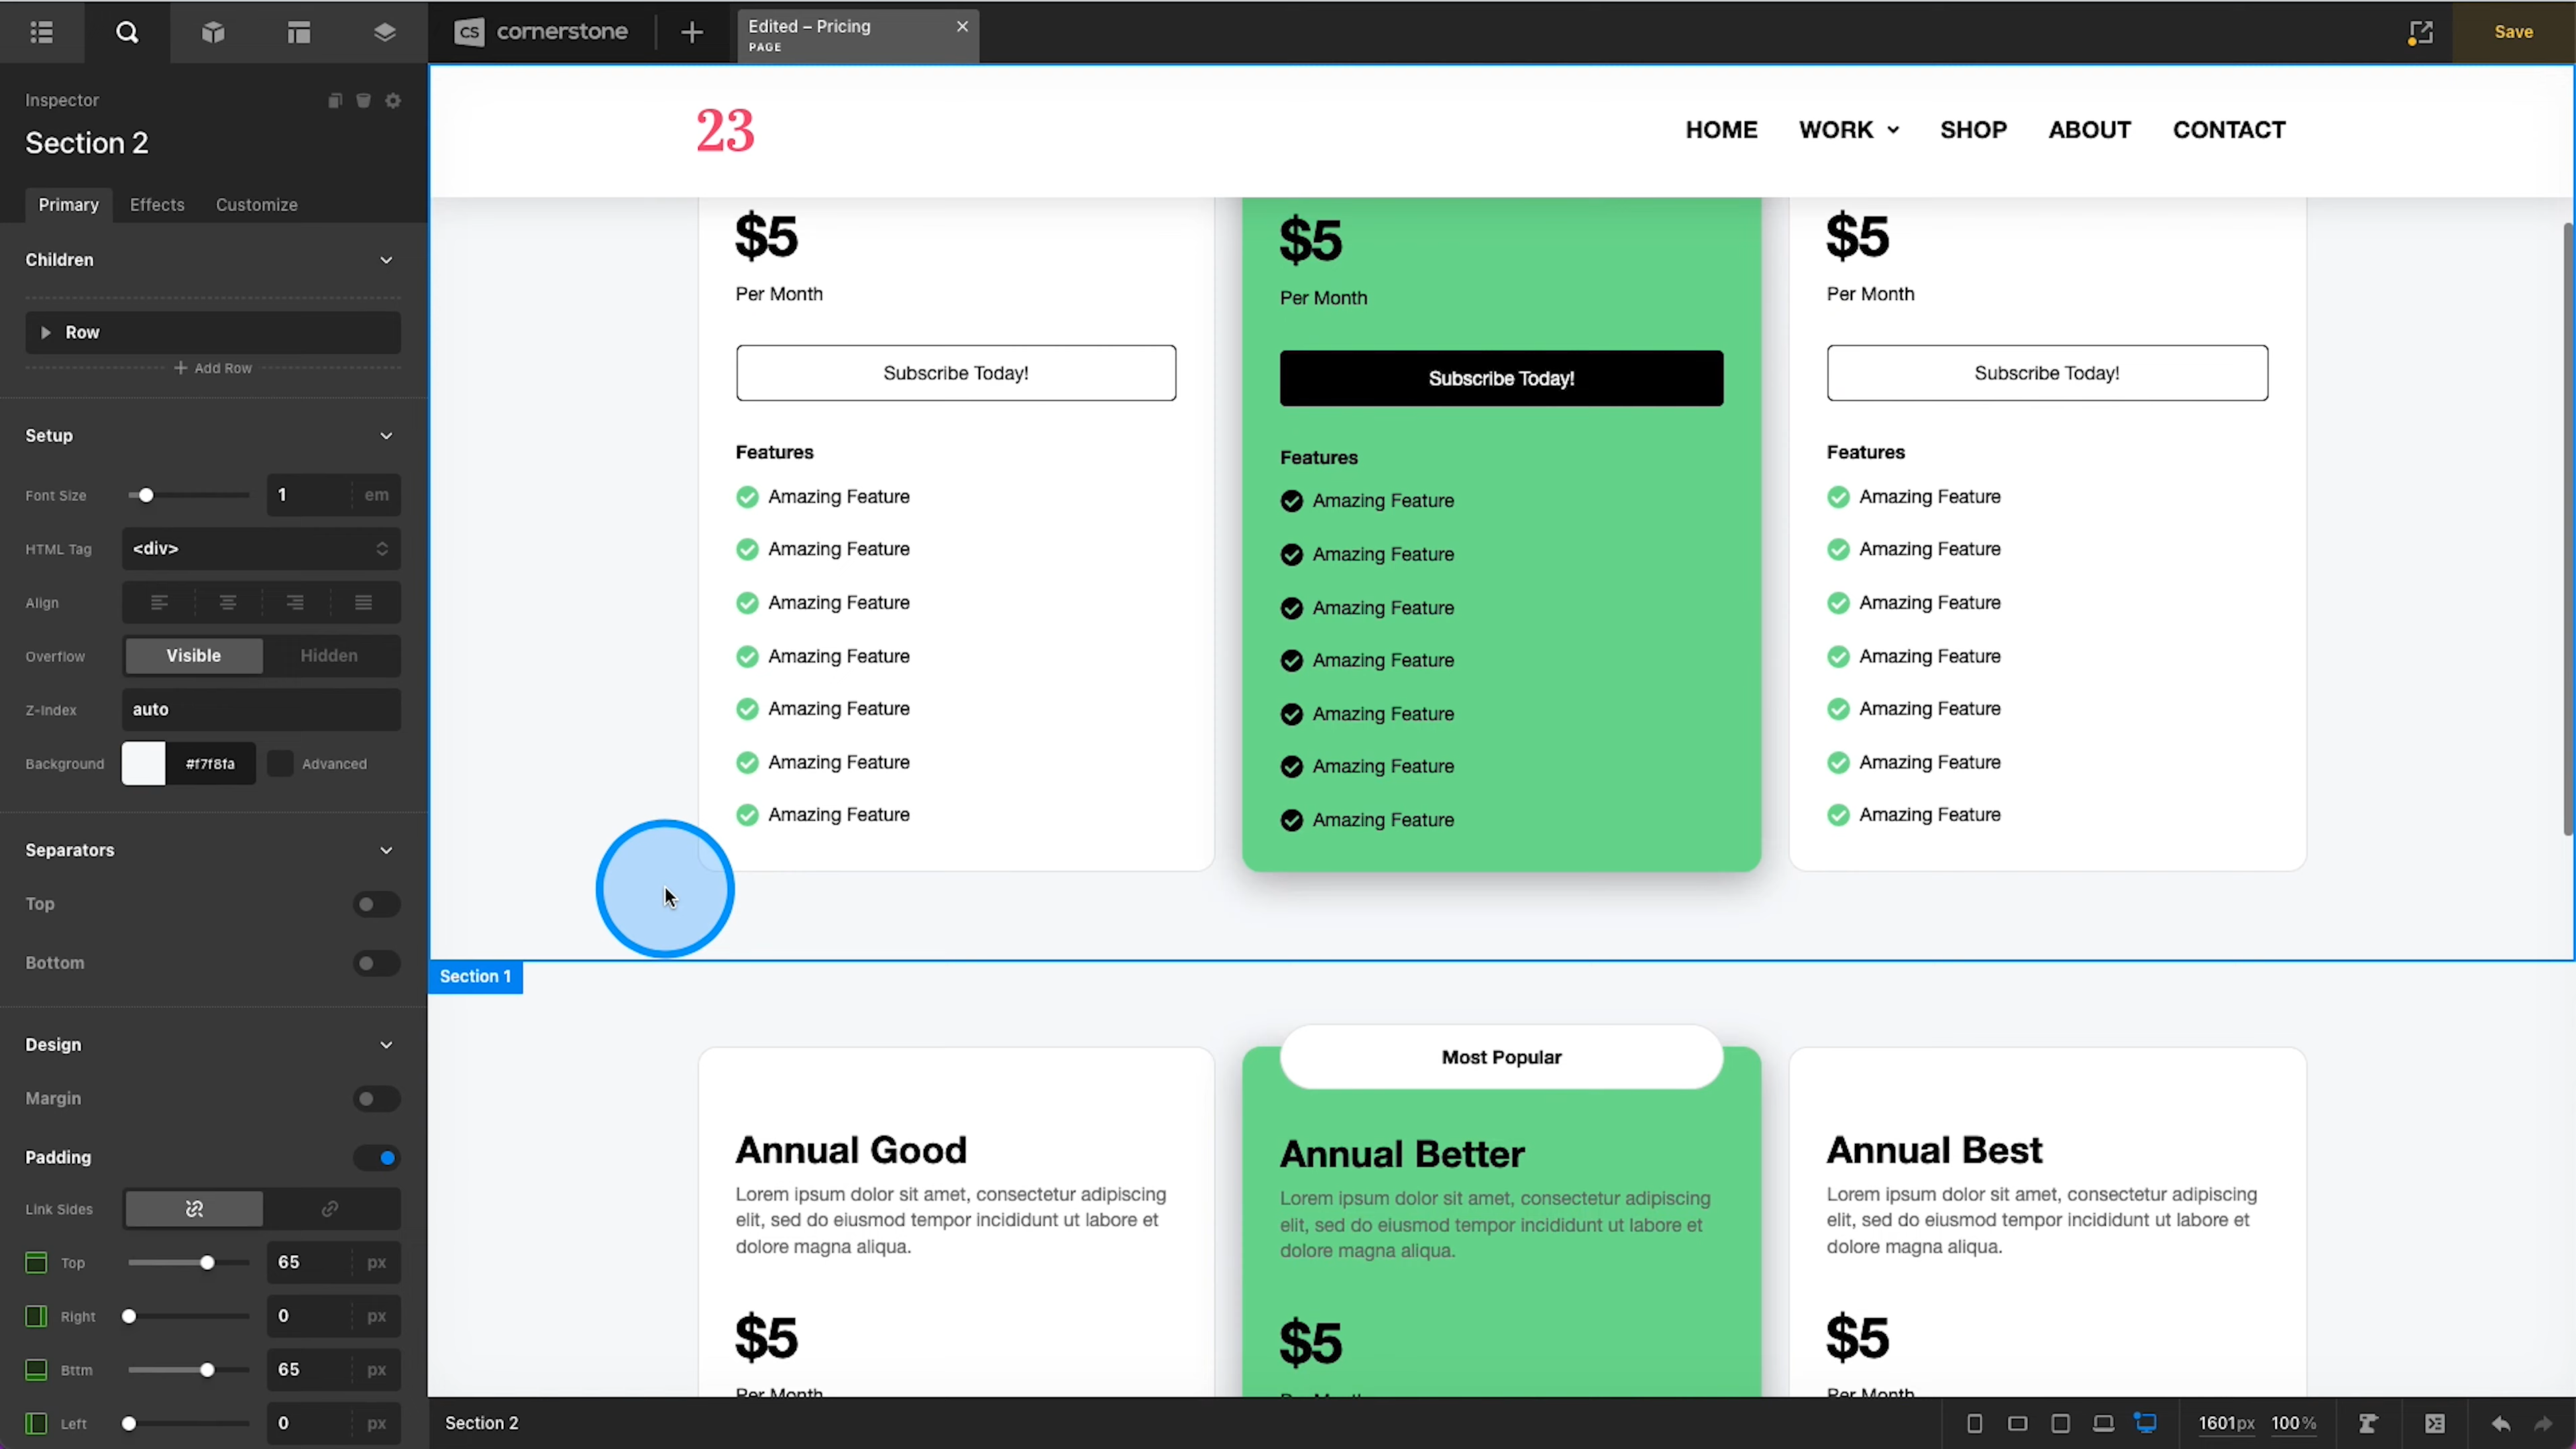 cs cornerstone
Edited – Pricing
PAGE
Save
Inspector
Section 2
Primary Effects Customize
Children
Row
Add Row
Setup
Font Size 1 em
HTML Tag <div>
Align
Overflow Visible Hidden
Z-Index auto
Background #f7f8fa Advanced
Separators
Top
Bottom
Design
Margin
Padding
Link Sides
Top 65 px
Right 0 px
Bttm 65 px
Left 0 px
23
HOME WORK SHOP ABOUT CONTACT
$5
Per Month
Subscribe Today!
Features
Amazing Feature
Amazing Feature
Amazing Feature
Amazing Feature
Amazing Feature
Amazing Feature
Amazing Feature
$5
Per Month
Subscribe Today!
Features
Amazing Feature
Amazing Feature
Amazing Feature
Amazing Feature
Amazing Feature
Amazing Feature
Amazing Feature
$5
Per Month
Subscribe Today!
Features
Amazing Feature
Amazing Feature
Amazing Feature
Amazing Feature
Amazing Feature
Amazing Feature
Amazing Feature
Section 1
Annual Good
Lorem ipsum dolor sit amet, consectetur adipiscing
elit, sed do eiusmod tempor incididunt ut labore et
dolore magna aliqua.
$5
Per Month
Most Popular
Annual Better
Lorem ipsum dolor sit amet, consectetur adipiscing
elit, sed do eiusmod tempor incididunt ut labore et
dolore magna aliqua.
$5
Annual Best
Lorem ipsum dolor sit amet, consectetur adipiscing
elit, sed do eiusmod tempor incididunt ut labore et
dolore magna aliqua.
$5
Per Month
Section 2
1601px 100%